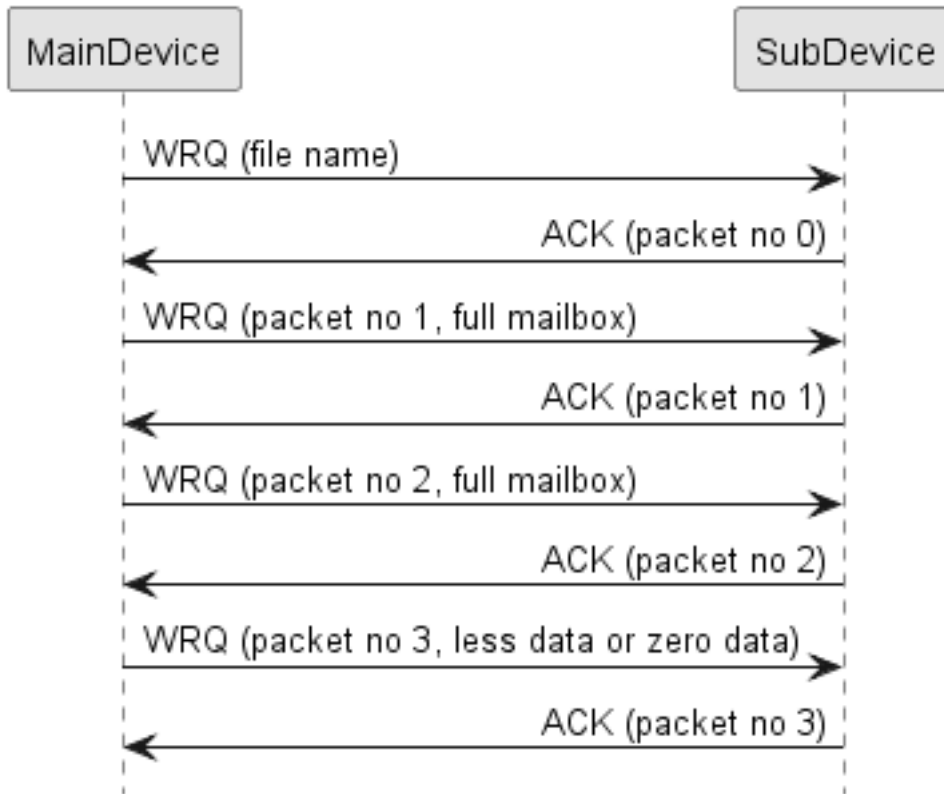 MainDevice
SubDevice
WRQ (file name)
ACK (packet no 0)
WRQ (packet no 1, full mailbox)
ACK (packet no 1)
WRQ (packet no 2, full mailbox)
ACK (packet no 2)
WRQ (packet no 3, less data or zero data)
ACK (packet no 3)